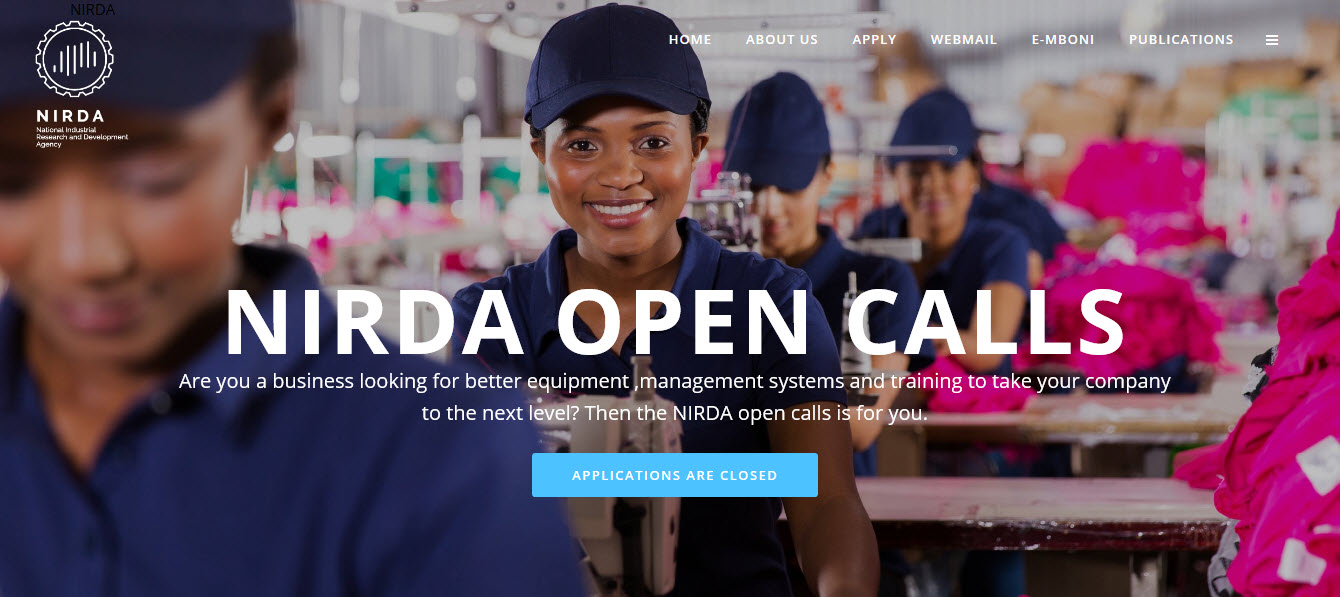 NIRDA
NIRDA
National Industrial
Research and Development
Agency
HOME ABOUT US APPLY WEBMAIL E-MBONI PUBLICATIONS
NIRDA OPEN CALLS
Are you a business looking for better equipment ,management systems and training to take your company
to the next level? Then the NIRDA open calls is for you.
APPLICATIONS ARE CLOSED